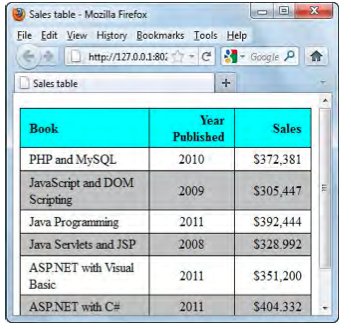 Sales table - Mozilla Firefox
File Edit View History Bookmarks Tools Help
http://127.0.0.1:802 Google
Sales table
Book Year Published Sales
PHP and MySQL 2010 $372,381
JavaScript and DOM Scripting 2009 $305,447
Java Programming 2011 $392,444
Java Servlets and JSP 2008 $328.992
ASP.NET with Visual Basic 2011 $351,200
ASP.NET with C# 2011 $404.332